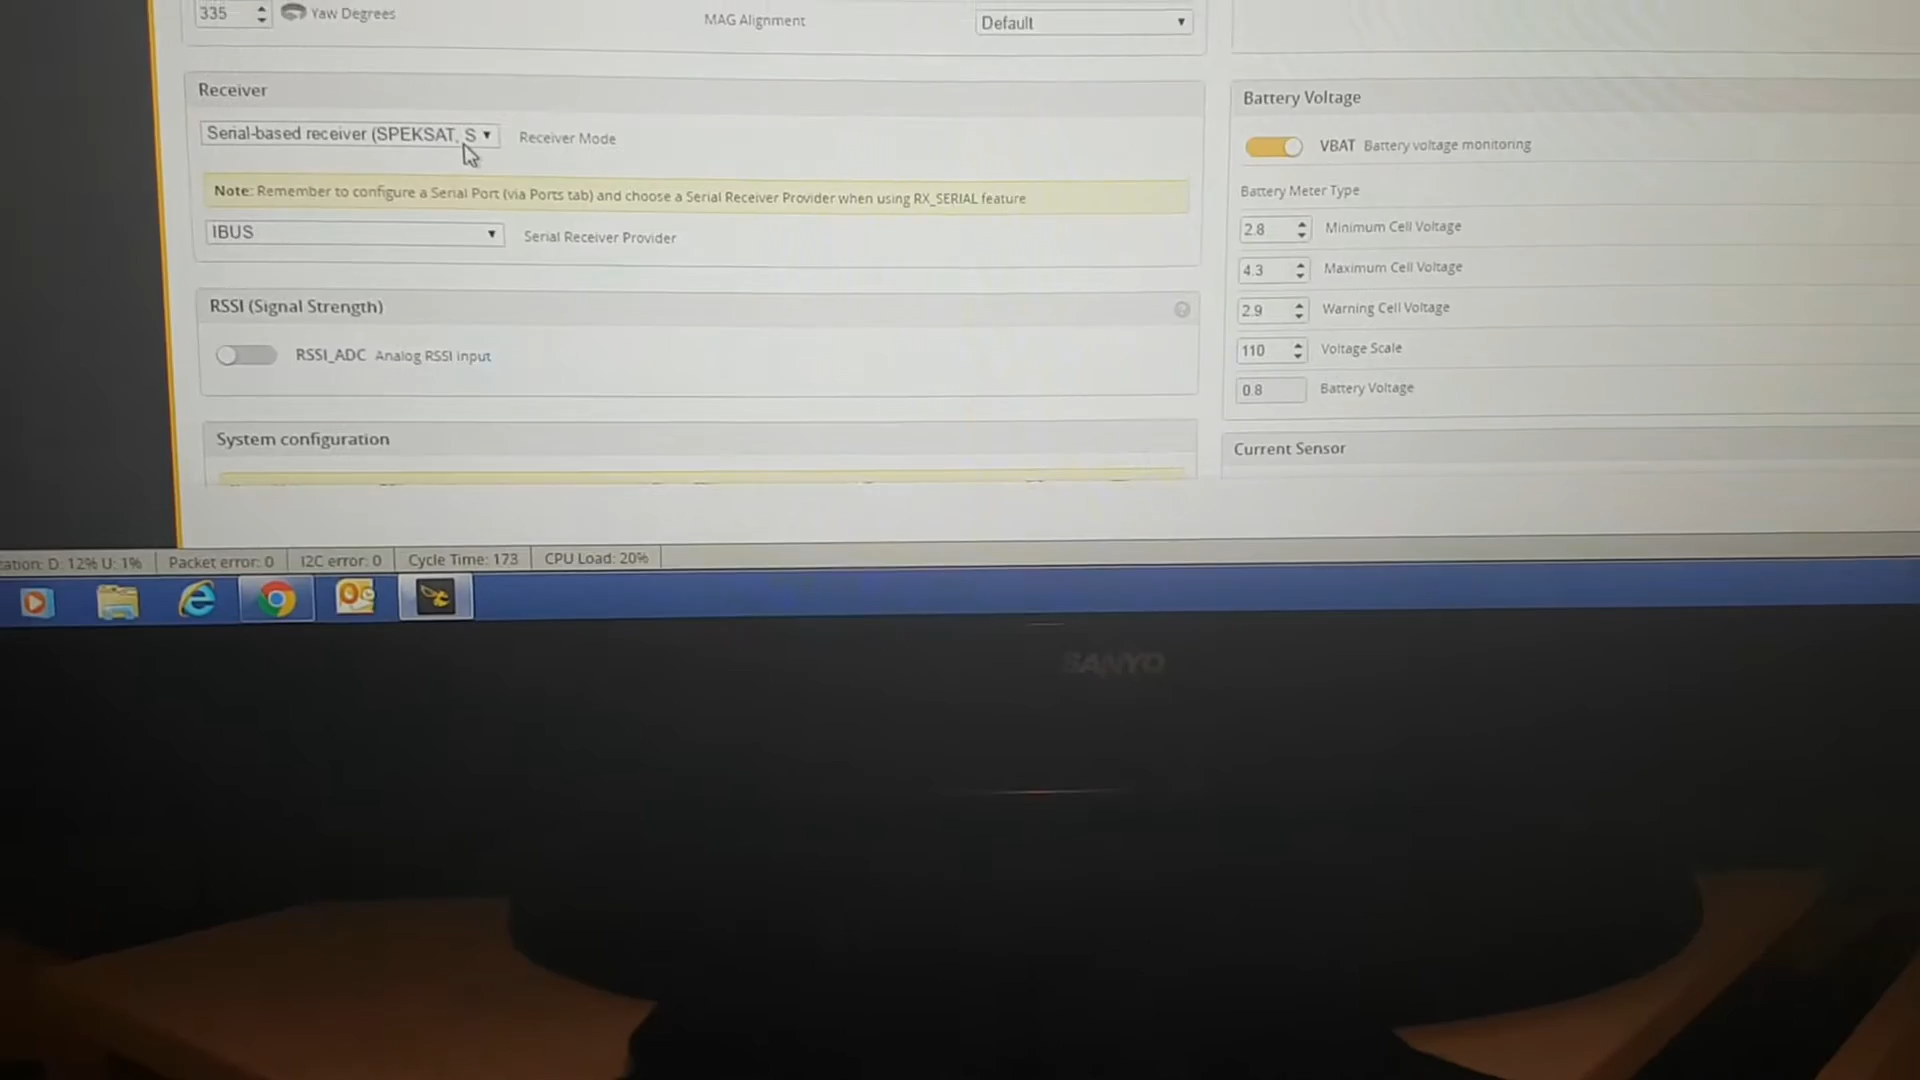 335 Yaw Degrees
MAG Alignment Default
Receiver
Serial-based receiver (SPEKSAT, S Receiver Mode
Note: Remember to configure a Serial Port (via Ports tab) and choose a Serial Receiver Provider when using RX_SERIAL feature
IBUS Serial Receiver Provider
RSSI (Signal Strength)
RSSI_ADC Analog RSSI input
System configuration
Battery Voltage
VBAT Battery voltage monitoring
Battery Meter Type
2.8 Minimum Cell Voltage
4.3 Maximum Cell Voltage
2.9 Warning Cell Voltage
110 Voltage Scale
0.8 Battery Voltage
Current Sensor
zation: D: 12% U: 1% Packet error: 0 I2C error: 0 Cycle Time: 173 CPU Load: 20%
SANYO